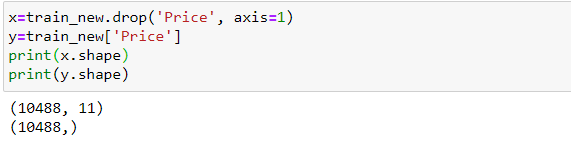 x=train_new.drop('Price', axis=1)
y=train_new['Price']
print(x.shape)
print(y.shape)
(10488, 11)
(10488,)